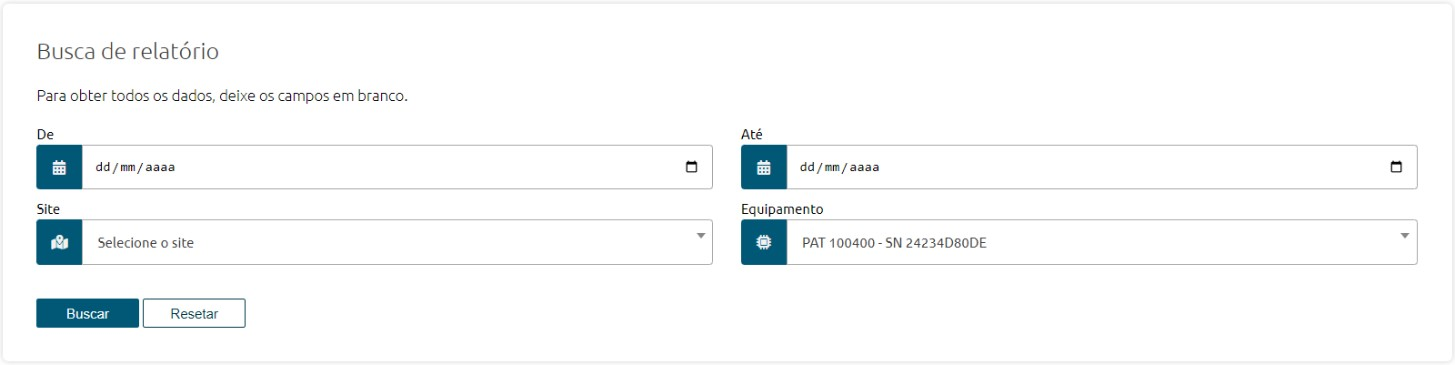 Busca de relatório
Para obter todos os dados, deixe os campos em branco.
De
Até
dd/mm/aaaa
dd/mm/aaaa
Site
Equipamento
Selecione o site
PAT 100400 - SN 24234D80DE
Buscar
Resetar